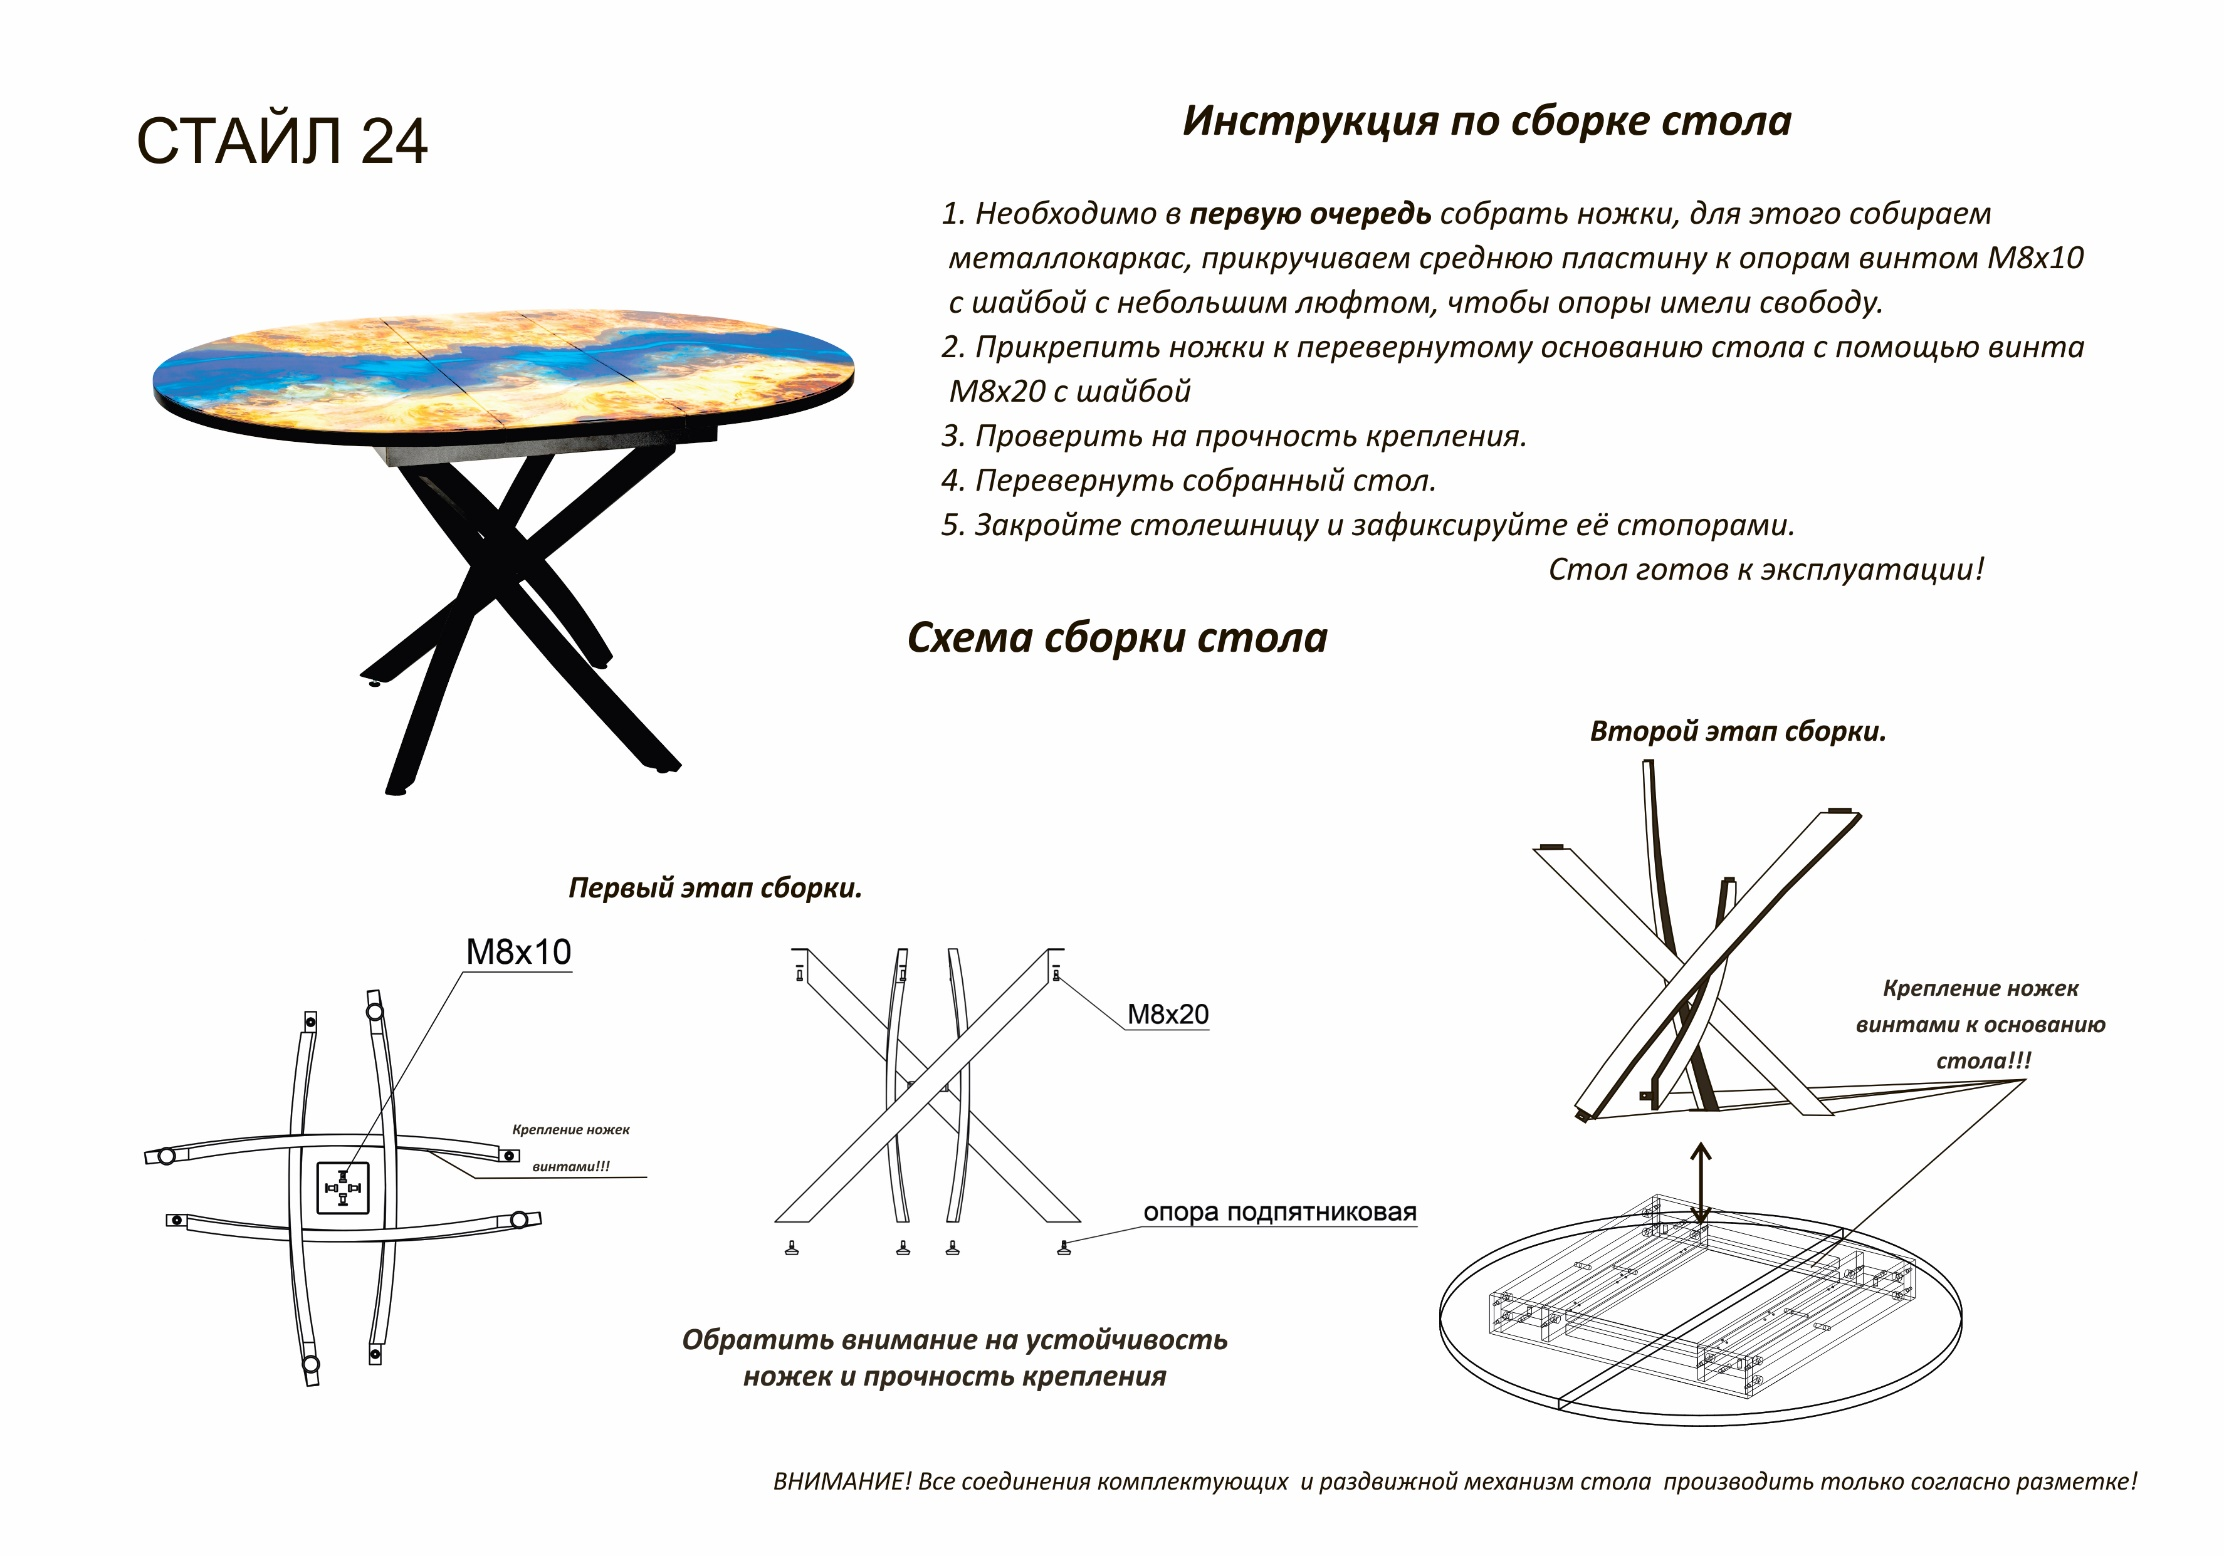 СТАЙЛ 24
Инструкция по сборке стола
1. Необходимо в первую очередь собрать ножки, для этого собираем
металлокаркас, прикручиваем среднюю пластину к опорам винтом М8х10
с шайбой с небольшим люфтом, чтобы опоры имели свободу.
2. Прикрепить ножки к перевернутому основанию стола с помощью винта
М8х20 с шайбой
3. Проверить на прочность крепления.
4. Перевернуть собранный стол.
5. Закройте столешницу и зафиксируйте её стопорами.
Стол готов к эксплуатации!
Схема сборки стола
Второй этап сборки.
Первый этап сборки.
М8х10
М8х20
Крепление ножек
винтами к основанию
стола!!!
Крепление ножек
винтами!!!
опора подпятниковая
Обратить внимание на устойчивость
ножек и прочность крепления
ВНИМАНИЕ! Все соединения комплектующих и раздвижной механизм стола производить только согласно разметке!